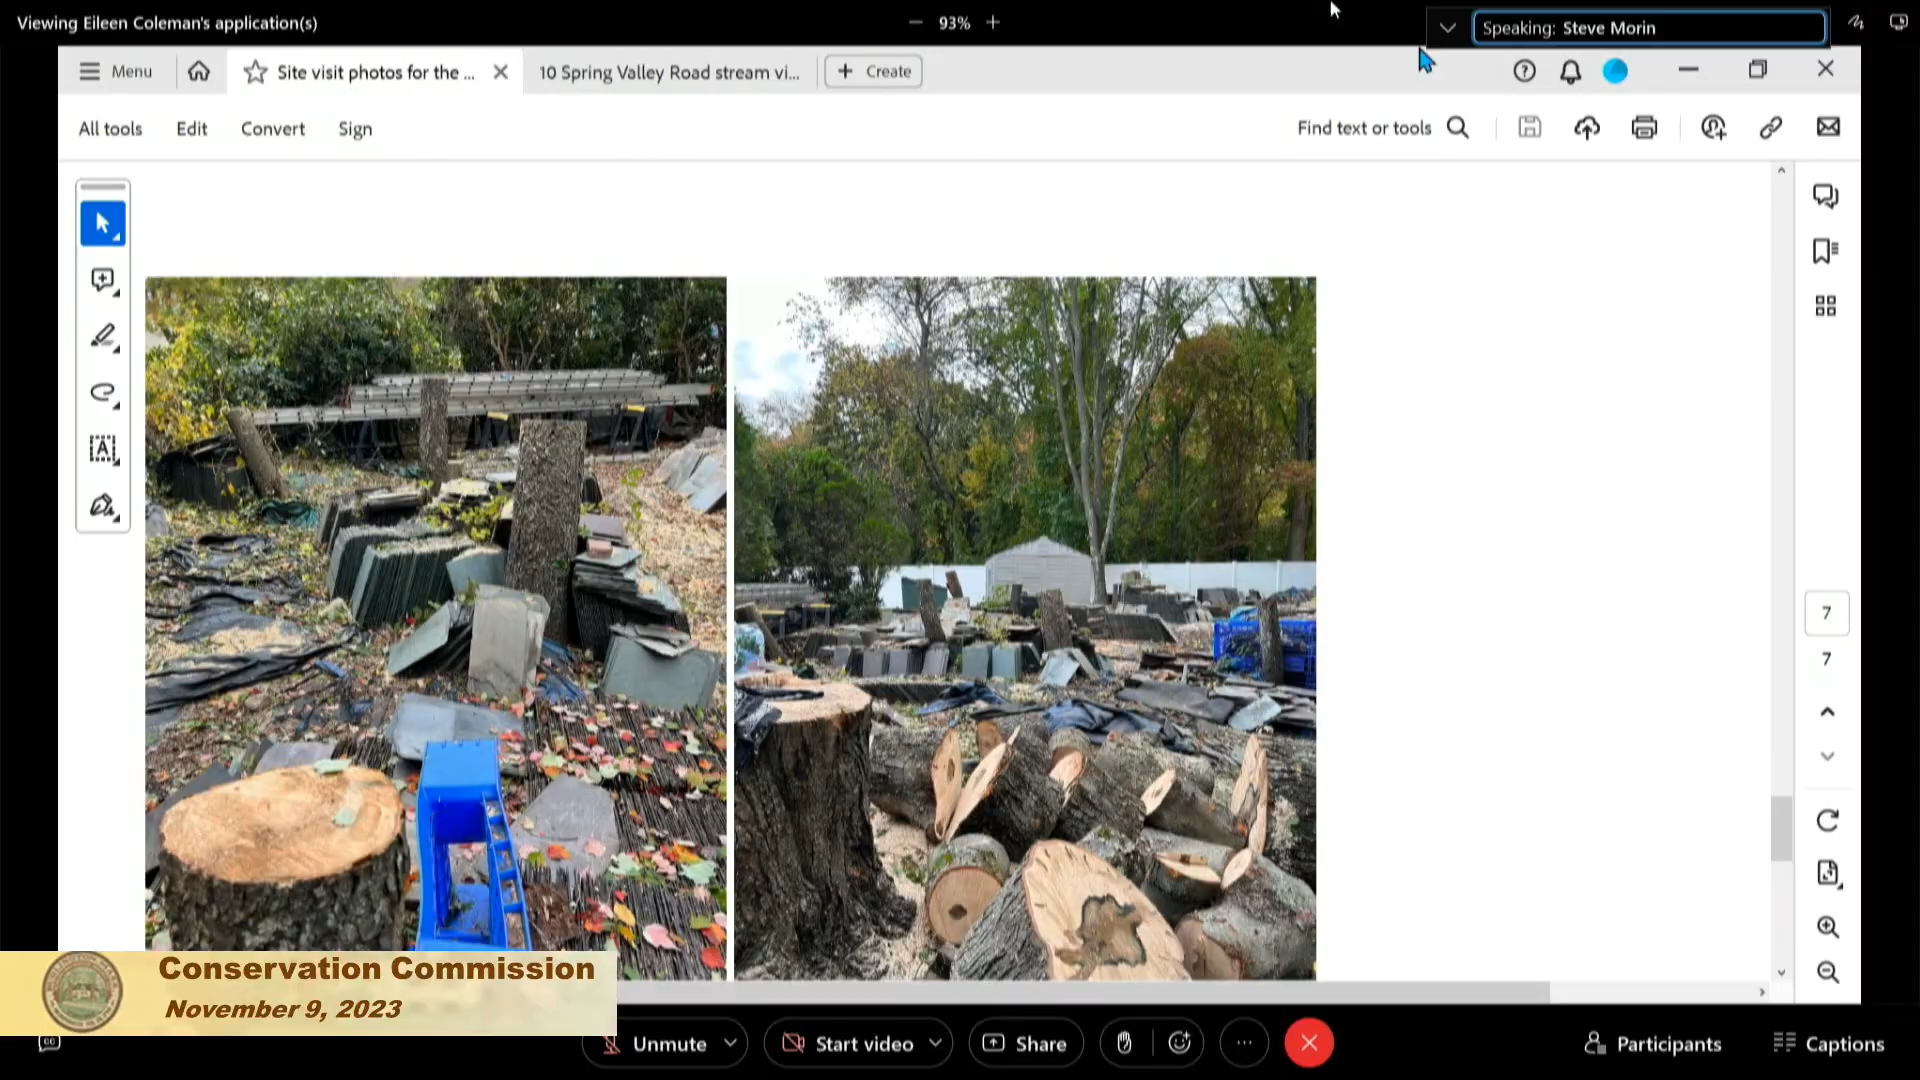 Viewing Eileen Coleman's application(s)
93%
Speaking: Steve Morin
Menu
Site visit photos for the ...
10 Spring Valley Road stream vi...
Create
All tools
Edit
Convert
Sign
Find text or tools
7
7
Conservation Commission
November 9, 2023
Unmute
Start video
Share
Participants
Captions